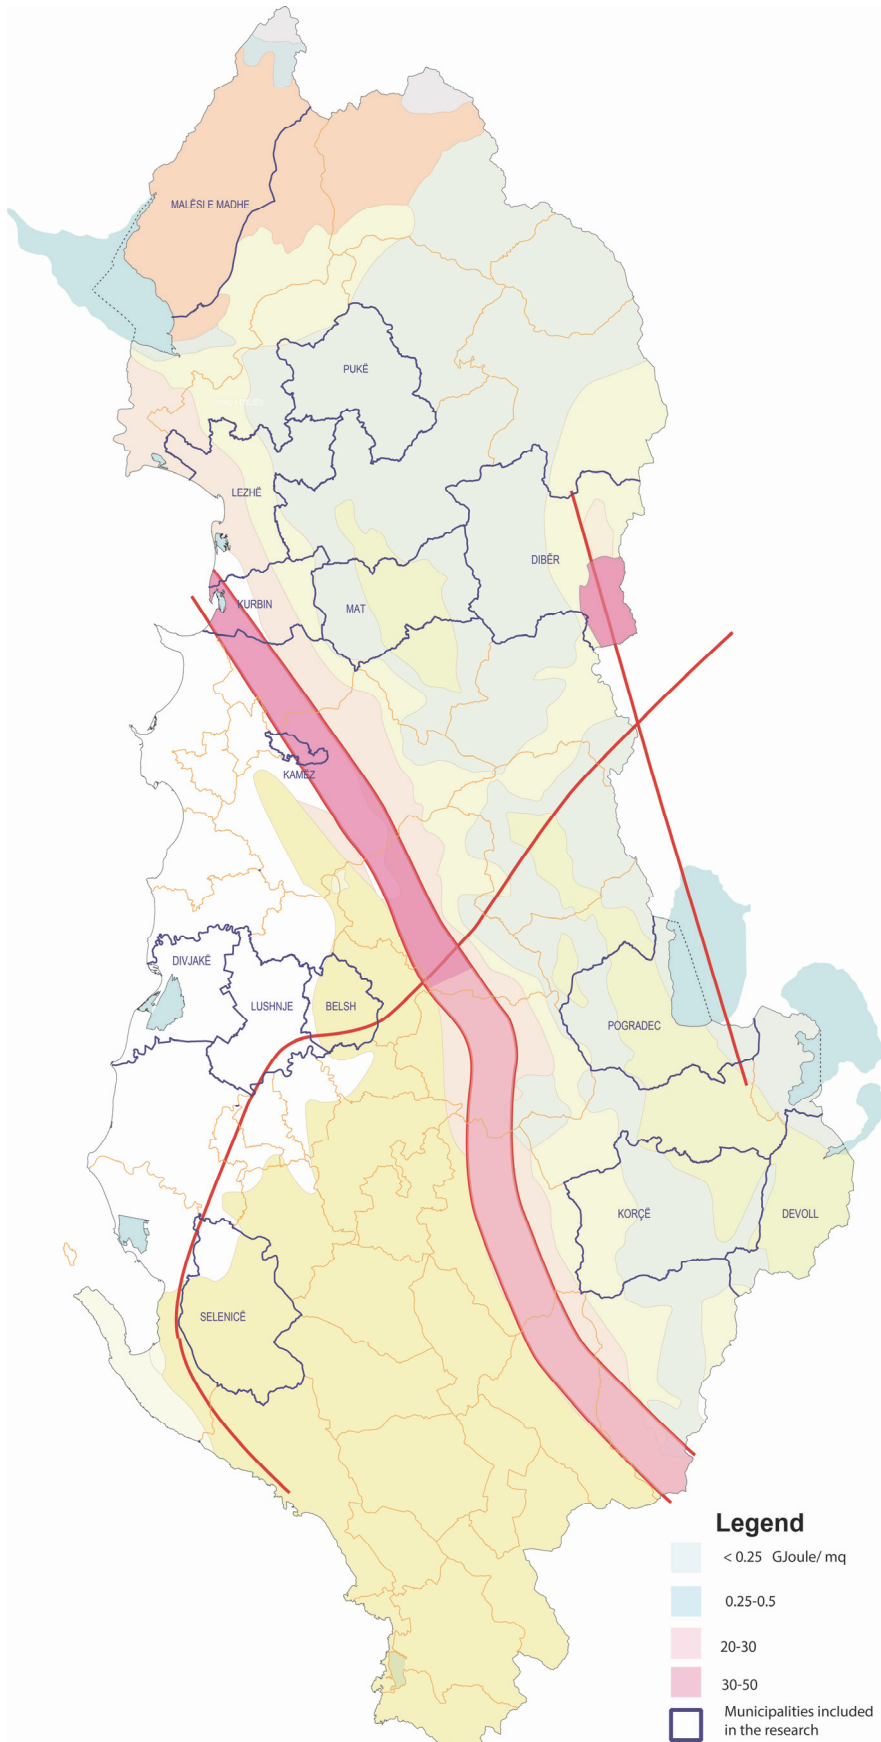 MALËSI E MADHE
PUKË
LEZHË
DIBËR
KURBIN
MAT
KAMËZ
DIVJAKË
LUSHNJE
BELSH
POGRADEC
KORÇË
DEVOLL
SELENICË
Legend
< 0.25 GJoule/ mq
0.25-0.5
20-30
30-50
Municipalities included
in the research